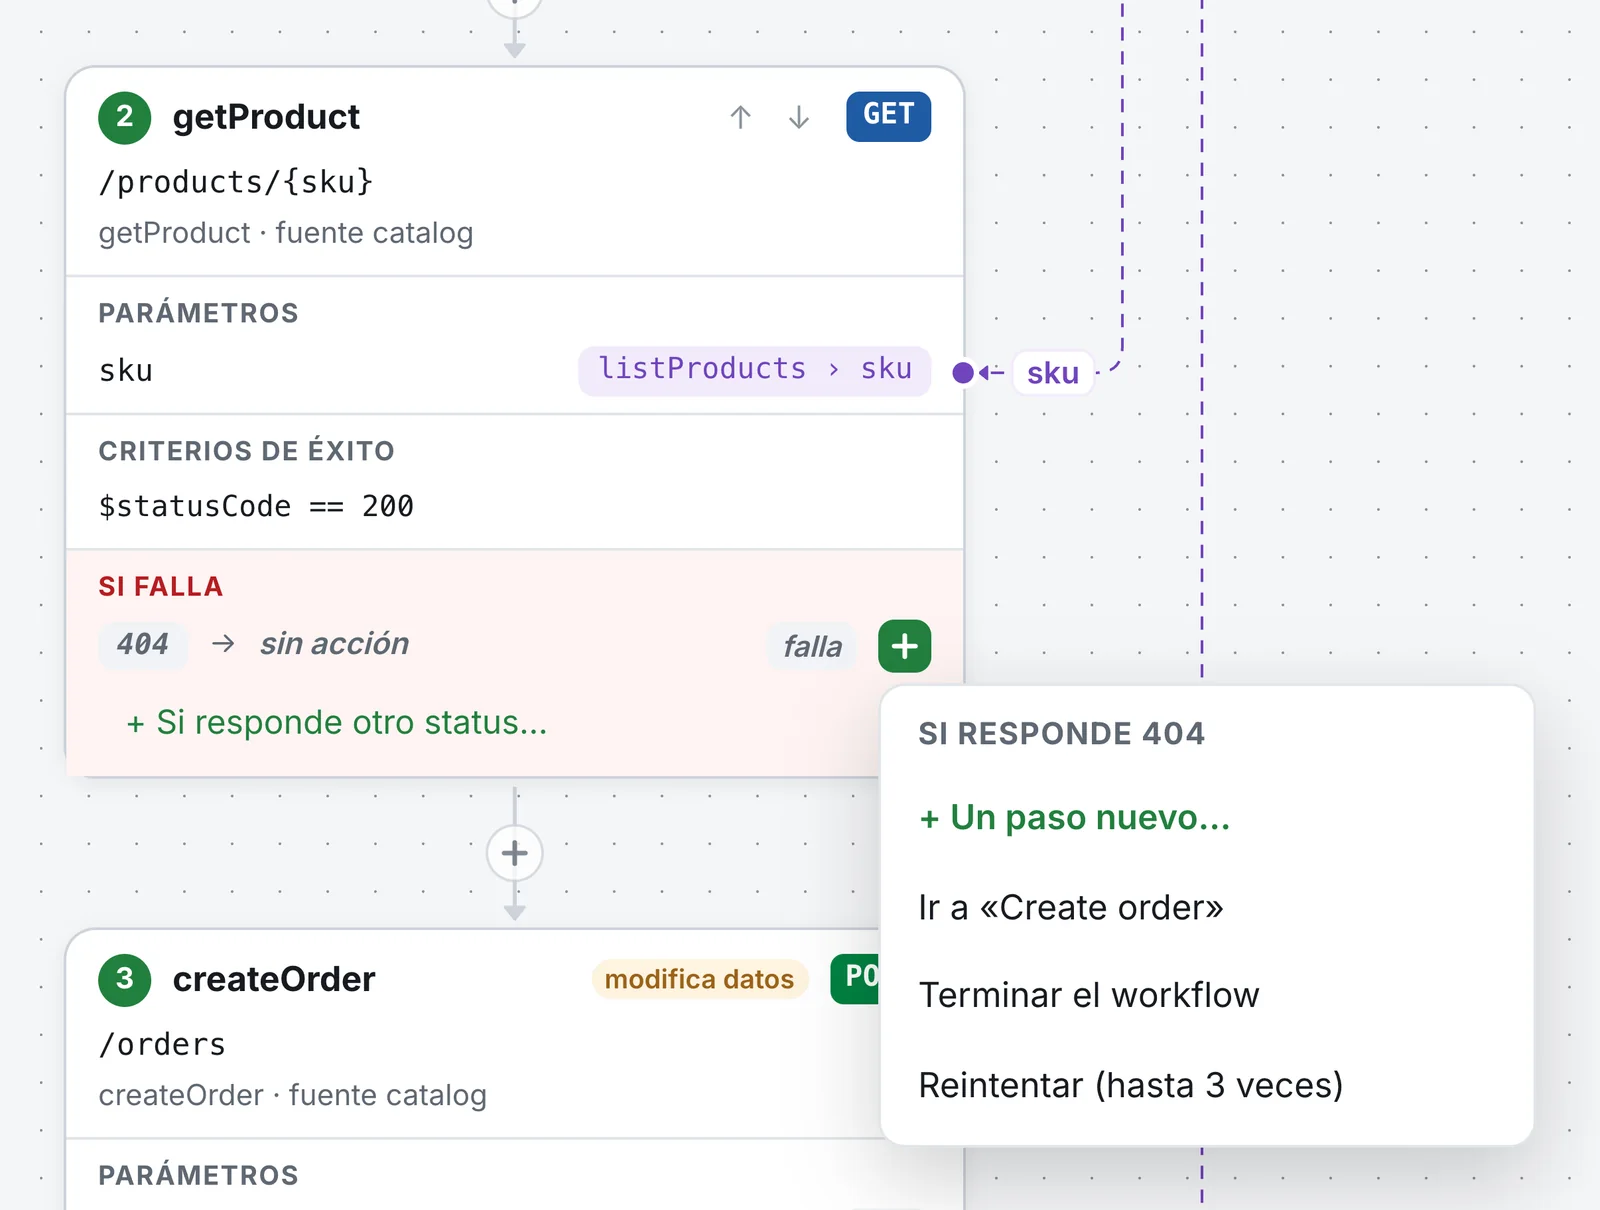 2 getProduct ↑ ↓ GET
/products/{sku}
getProduct · fuente catalog
PARÁMETROS
sku listProducts › sku sku
CRITERIOS DE ÉXITO
$statusCode == 200
SI FALLA
404 → sin acción falla +
+ Si responde otro status...
SI RESPONDE 404
+ Un paso nuevo...
Ir a «Create order»
Terminar el workflow
Reintentar (hasta 3 veces)
+
3 createOrder modifica datos PO
/orders
createOrder · fuente catalog
PARÁMETROS